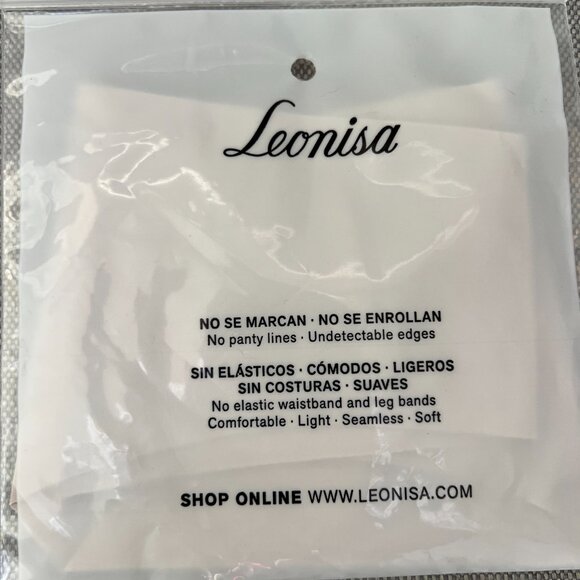 Leonisa
NO SE MARCAN · NO SE ENROLLAN
No panty lines · Undetectable edges
SIN ELÁSTICOS · CÓMODOS · LIGEROS
SIN COSTURAS · SUAVES
No elastic waistband and leg bands
Comfortable · Light · Seamless · Soft
SHOP ONLINE WWW.LEONISA.COM